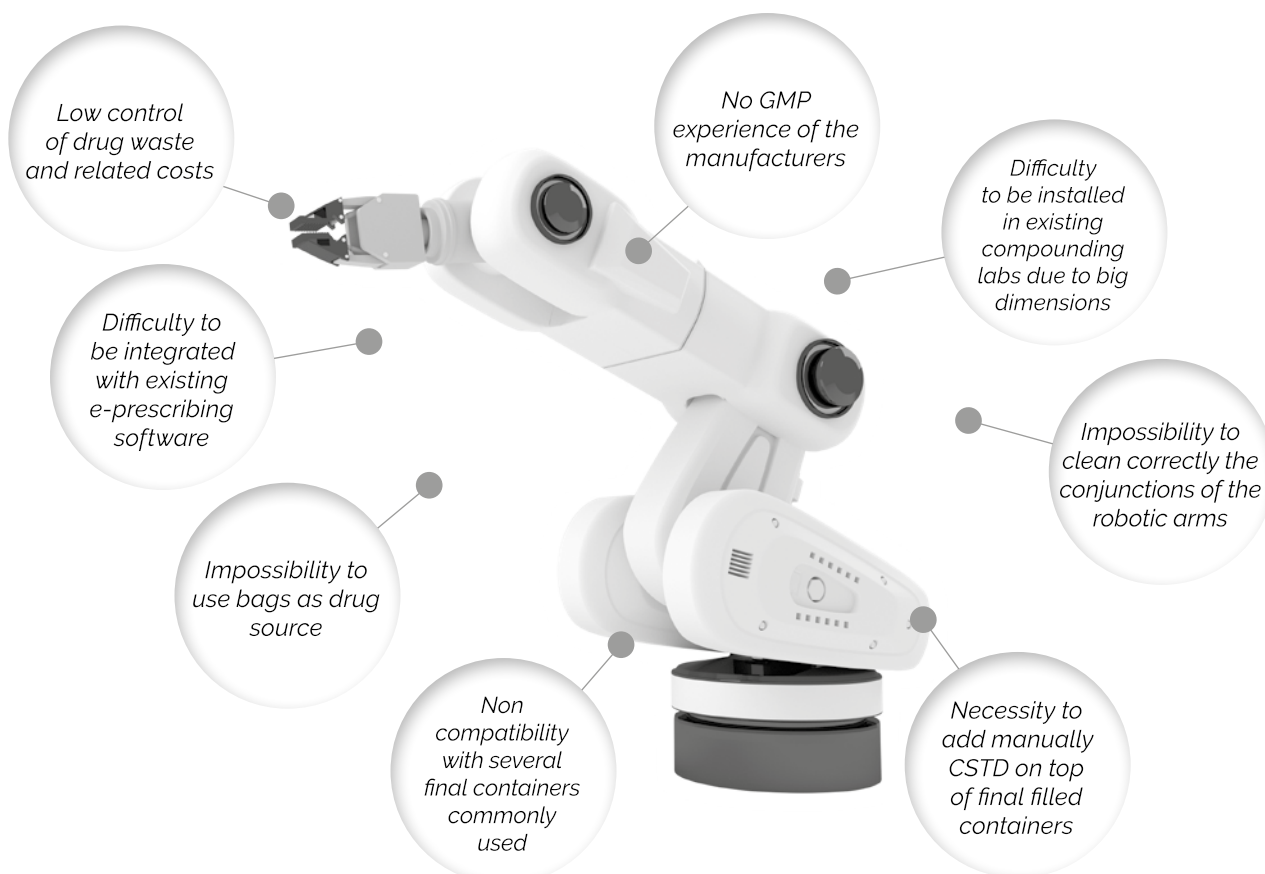 Low control
of drug waste
and related costs
No GMP
experience of the
manufacturers
Difficulty
to be installed
in existing
compounding
labs due to big
dimensions
Difficulty to
be integrated
with existing
e-prescribing
software
Impossibility to
clean correctly the
conjunctions of the
robotic arms
Impossibility to
use bags as drug
source
Non
compatibility
with several
final containers
commonly
used
Necessity to
add manually
CSTD on top
of final filled
containers